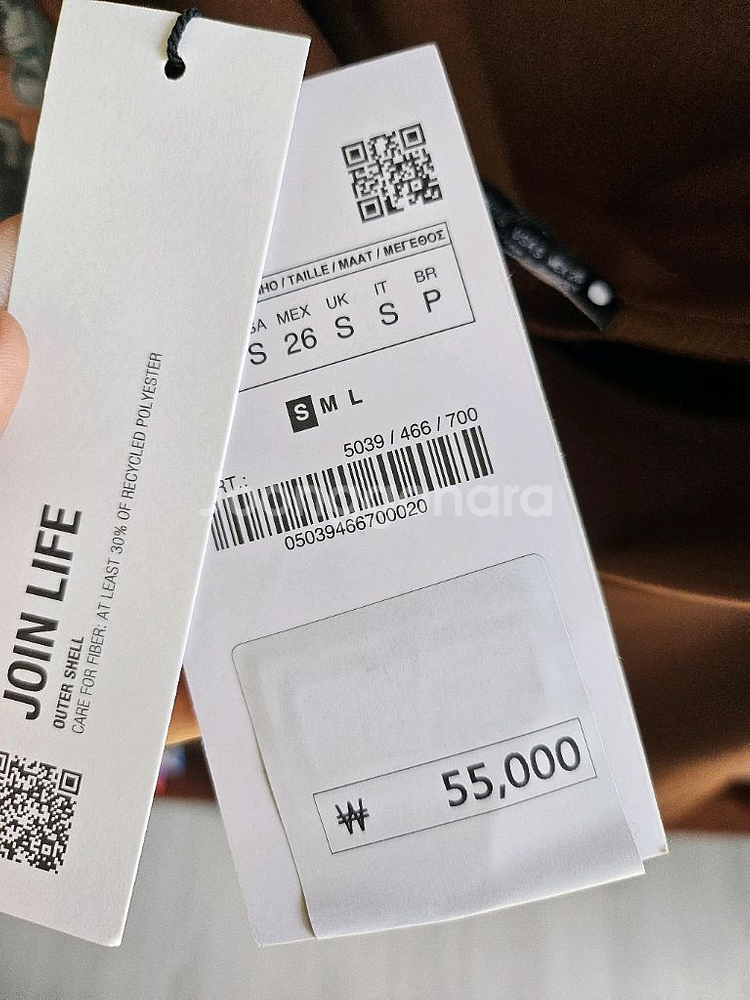 JOIN LIFE
OUTER SHELL
CARE FOR FIBER: AT LEAST 30% OF RECYCLED POLYESTER
/ TAILLE / MAAT / ΜΕΓΕΘΟΣ
MEX UK IT BR
S 26 S S P
S M L
5039 / 466 / 700
05039466700020
₩ 55,000